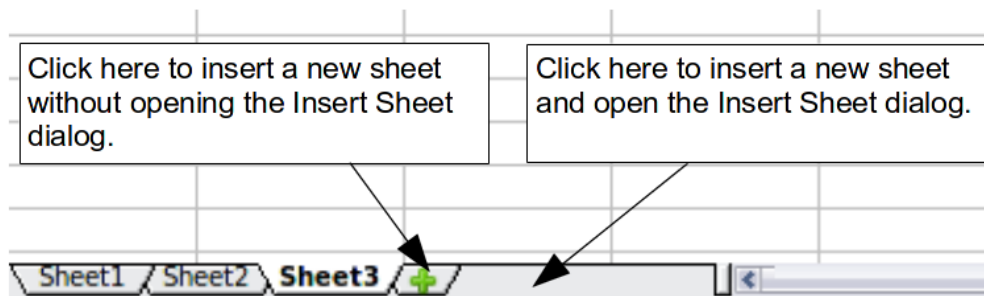 Click here to insert a new sheet
without opening the Insert Sheet
dialog.
Click here to insert a new sheet
and open the Insert Sheet dialog.
Sheet1 Sheet2 Sheet3